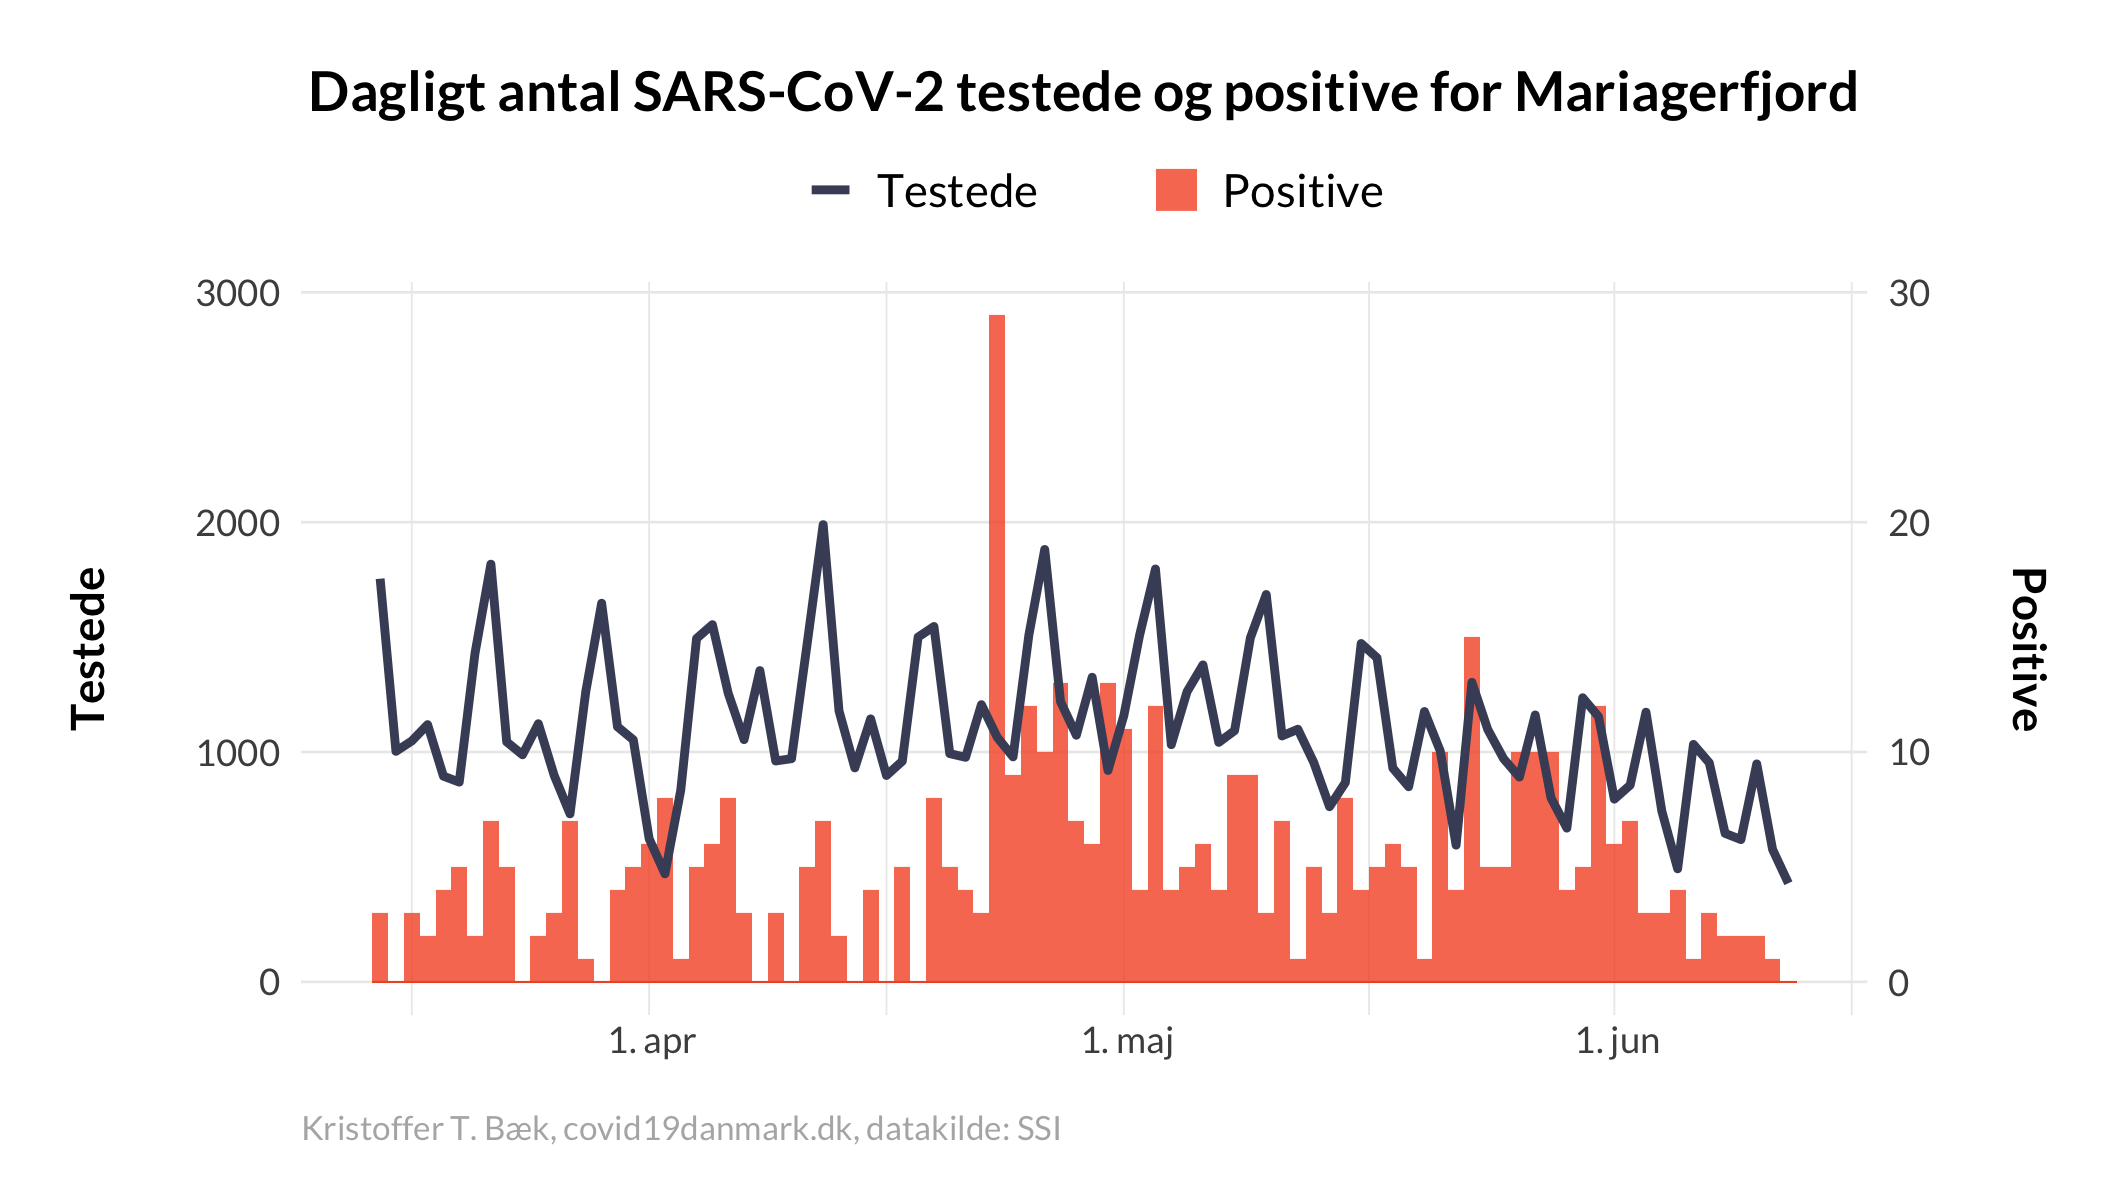 Dagligt antal SARS-CoV-2 testede og positive for Mariagerfjord
Testede
Positive
3000
2000
1000
0
30
20
10
0
Testede
Positive
1. apr
1. maj
1. jun
Kristoffer T. Bæk, covid19danmark.dk, datakilde: SSI